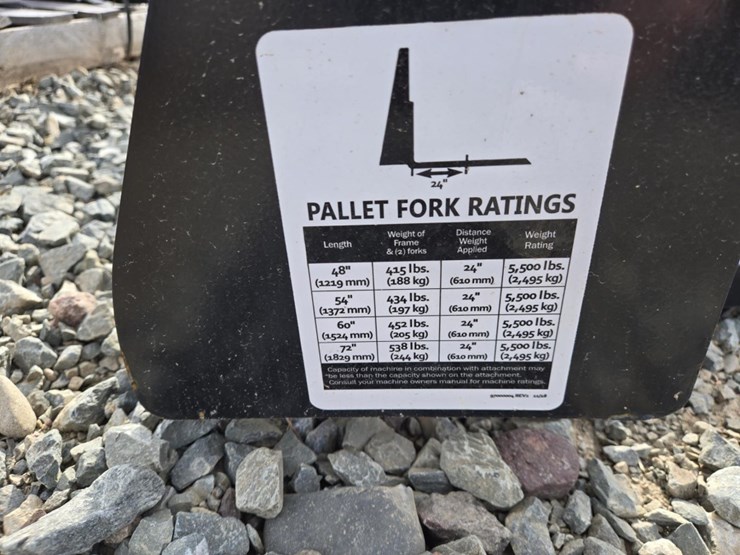 24"
PALLET FORK RATINGS
Length
Weight of
Frame
& (2) forks
Distance
Weight
Applied
Weight
Rating
48" 415 lbs. 24" 5,500 lbs.
(1219 mm) (188 kg) (610 mm) (2,495 kg)
54" 434 lbs. 24" 5,500 lbs.
(1372 mm) (197 kg) (610 mm) (2,495 kg)
60" 452 lbs. 24" 5,500 lbs.
(1524 mm) (205 kg) (610 mm) (2,495 kg)
72" 538 lbs. 24" 5,500 lbs.
(1829 mm) (244 kg) (610 mm) (2,495 kg)
Capacity of machine in combination with attachment may
be less than the capacity shown on the attachment.
Consult your machine owners manual for machine ratings.